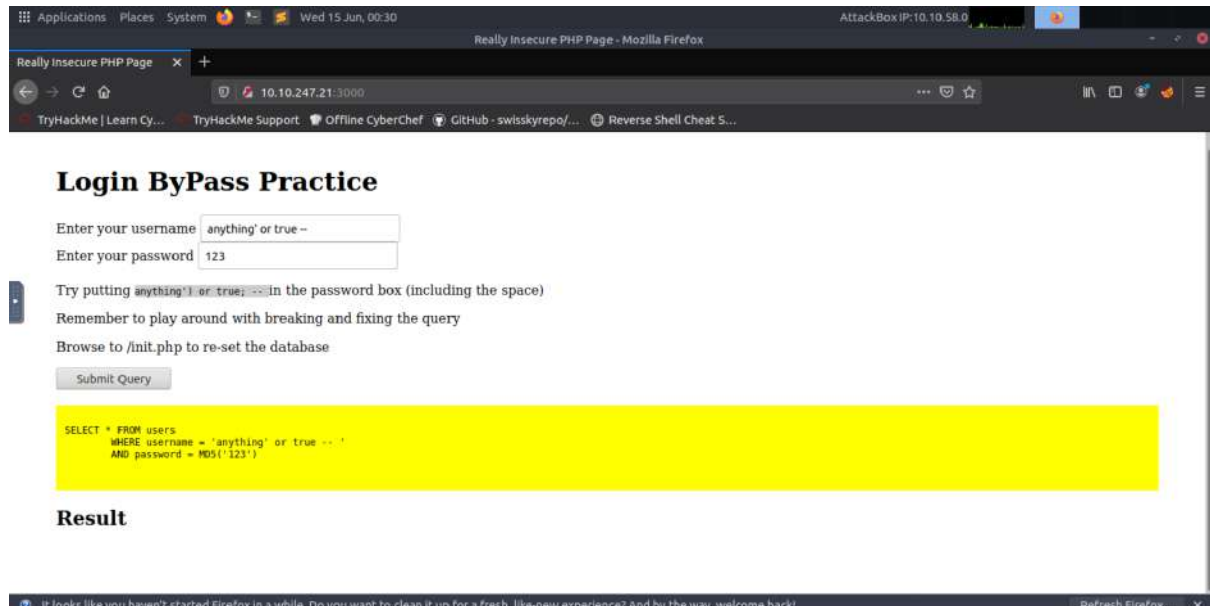 Applications Places System Wed 15 Jun, 00:30 AttackBox IP:10.10.58.0
Really Insecure PHP Page - Mozilla Firefox
Really Insecure PHP Page × +
10.10.247.21:3000
TryHackMe | Learn Cy... TryHackMe Support Offline CyberChef GitHub - swisskyrepo/... Reverse Shell Cheat S...
Login ByPass Practice
Enter your username anything' or true --
Enter your password 123
Try putting anything') or true; -- in the password box (including the space)
Remember to play around with breaking and fixing the query
Browse to /init.php to re-set the database
Submit Query
SELECT * FROM users
WHERE username = 'anything' or true -- '
AND password = MD5('123')
Result
It looks like you haven't started Firefox in a while. Do you want to clean it up for a fresh, like-new experience? And by the way, welcome back! Refresh Firefox ×